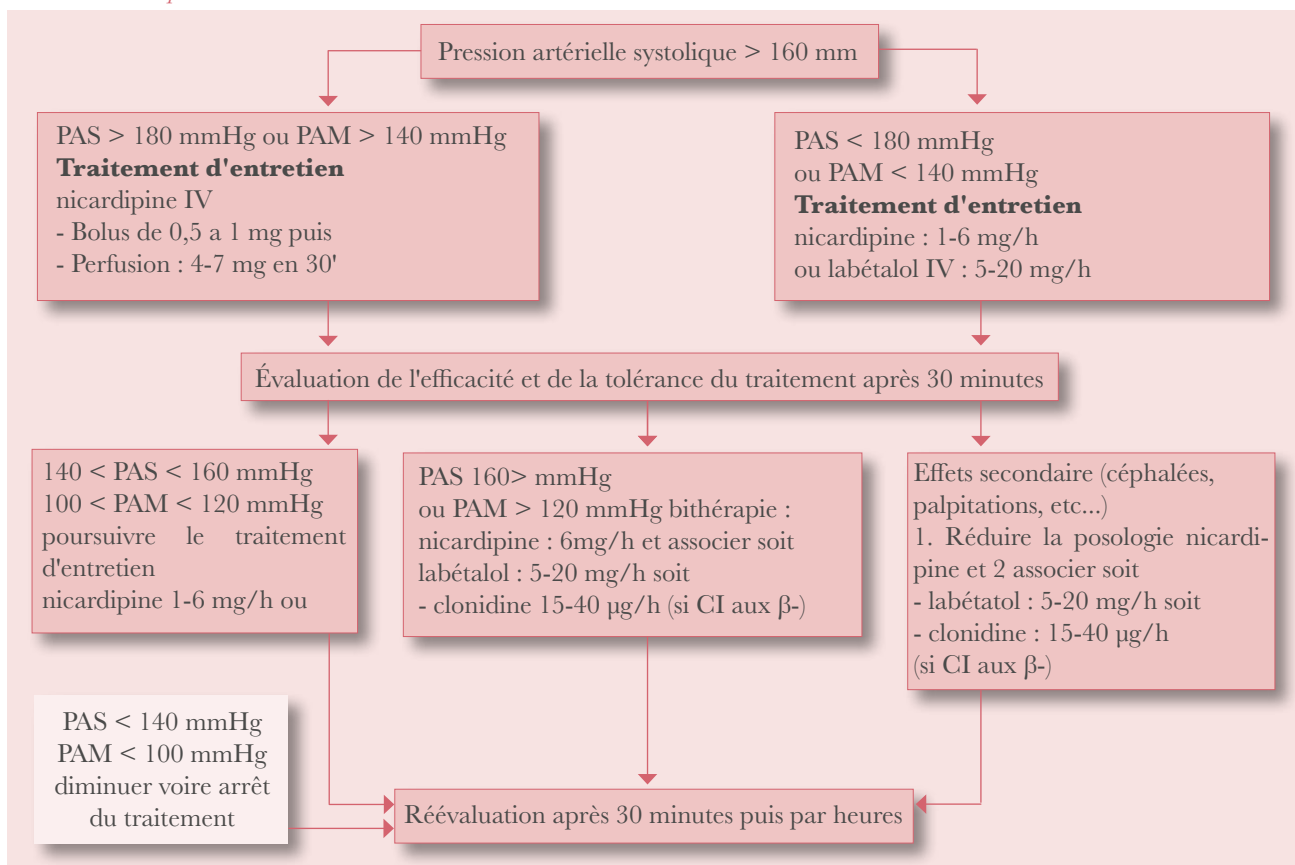 Pression artérielle systolique > 160 mm
PAS > 180 mmHg ou PAM > 140 mmHg
Traitement d'entretien
nicardipine IV
- Bolus de 0,5 a 1 mg puis
- Perfusion : 4-7 mg en 30'
PAS < 180 mmHg
ou PAM < 140 mmHg
Traitement d'entretien
nicardipine : 1-6 mg/h
ou labétalol IV : 5-20 mg/h
Évaluation de l'efficacité et de la tolérance du traitement après 30 minutes
140 < PAS < 160 mmHg
100 < PAM < 120 mmHg
poursuivre le traitement
d'entretien
nicardipine 1-6 mg/h ou
PAS 160> mmHg
ou PAM > 120 mmHg bithérapie :
nicardipine : 6mg/h et associer soit
labétalol : 5-20 mg/h soit
- clonidine 15-40 µg/h (si CI aux β-)
Effets secondaire (céphalées,
palpitations, etc...)
1. Réduire la posologie nicardi-
pine et 2 associer soit
- labétatol : 5-20 mg/h soit
- clonidine : 15-40 µg/h
(si CI aux β-)
PAS < 140 mmHg
PAM < 100 mmHg
diminuer voire arrêt
du traitement
Réévaluation après 30 minutes puis par heures